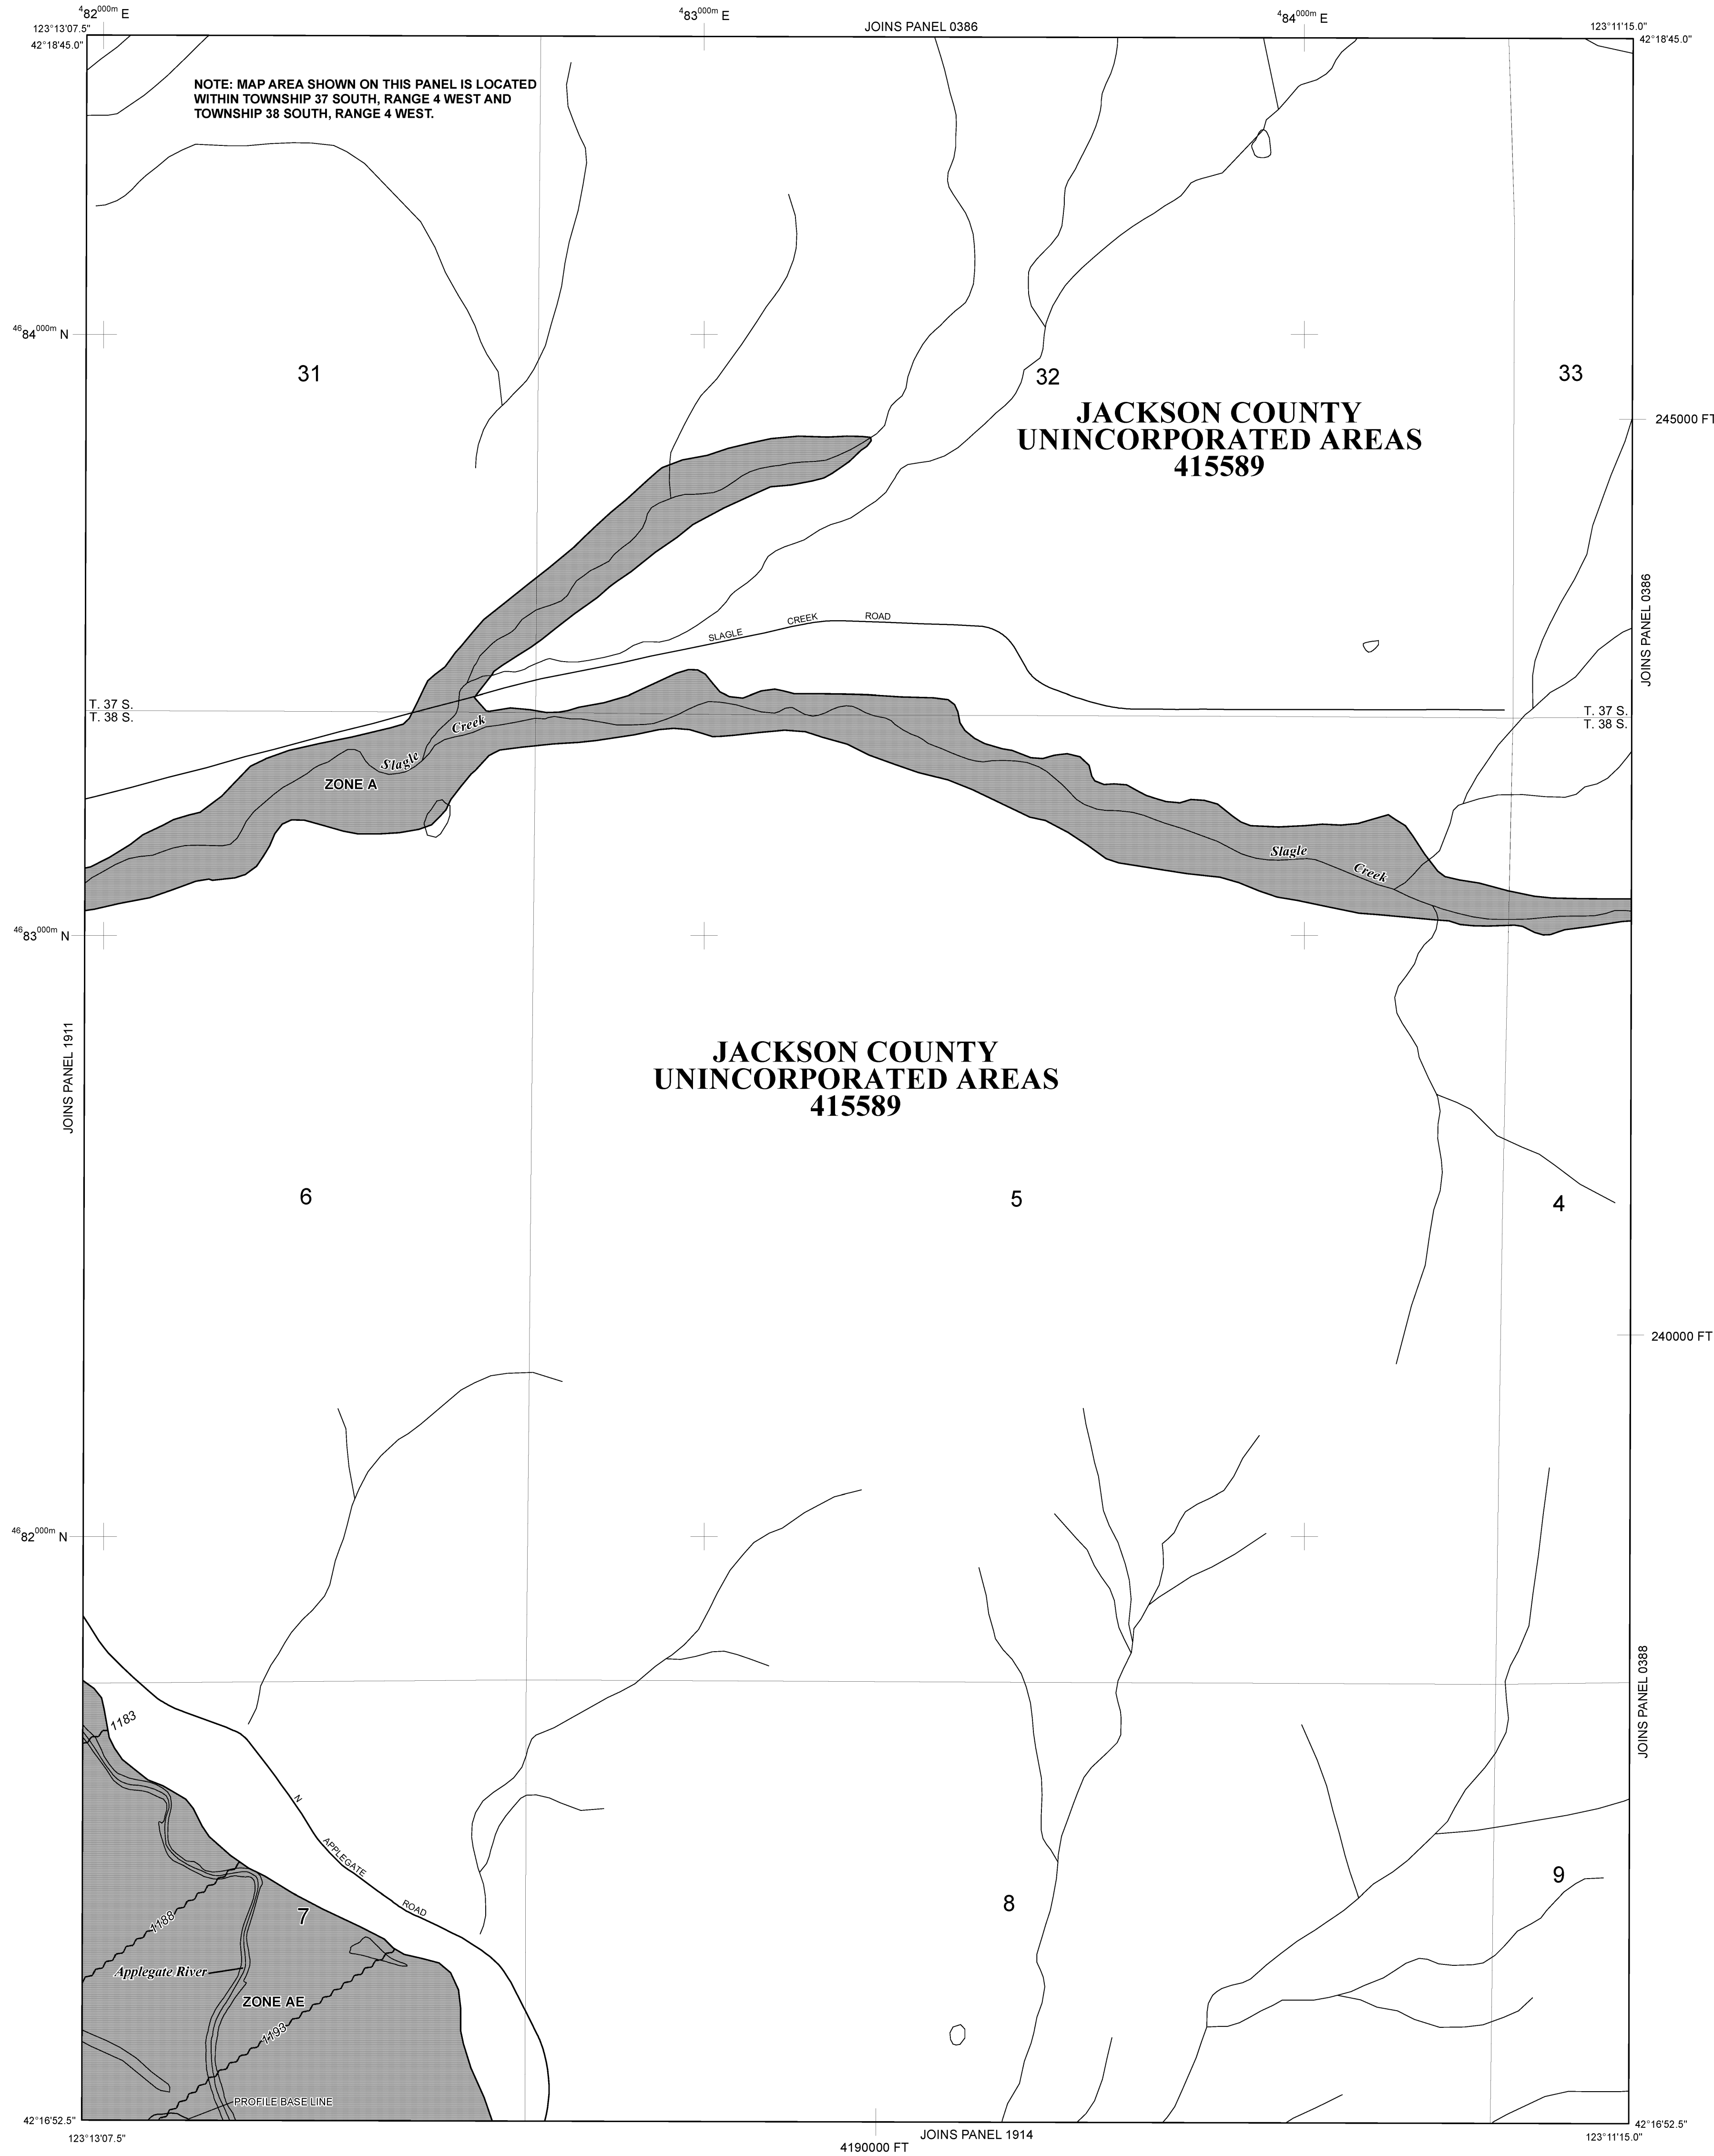 482000m E
483000m E
484000m E
JOINS PANEL 0386
123°13'07.5"
42°18'45.0"
123°11'15.0"
42°18'45.0"
NOTE: MAP AREA SHOWN ON THIS PANEL IS LOCATED
WITHIN TOWNSHIP 37 SOUTH, RANGE 4 WEST AND
TOWNSHIP 38 SOUTH, RANGE 4 WEST.
4684000m N
31
32
33
JACKSON COUNTY
UNINCORPORATED AREAS
415589
245000 FT
JOINS PANEL 0386
SLAGLE CREEK ROAD
T. 37 S.
T. 38 S.
T. 37 S.
T. 38 S.
Slagle Creek
ZONE A
Slagle Creek
4683000m N
JOINS PANEL 1911
JACKSON COUNTY
UNINCORPORATED AREAS
415589
6
5
4
240000 FT
4682000m N
JOINS PANEL 0388
1183
N APPLEGATE ROAD
9
8
7
1188
Applegate River
ZONE AE
1193
PROFILE BASE LINE
42°16'52.5"
123°13'07.5"
JOINS PANEL 1914
4190000 FT
42°16'52.5"
123°11'15.0"